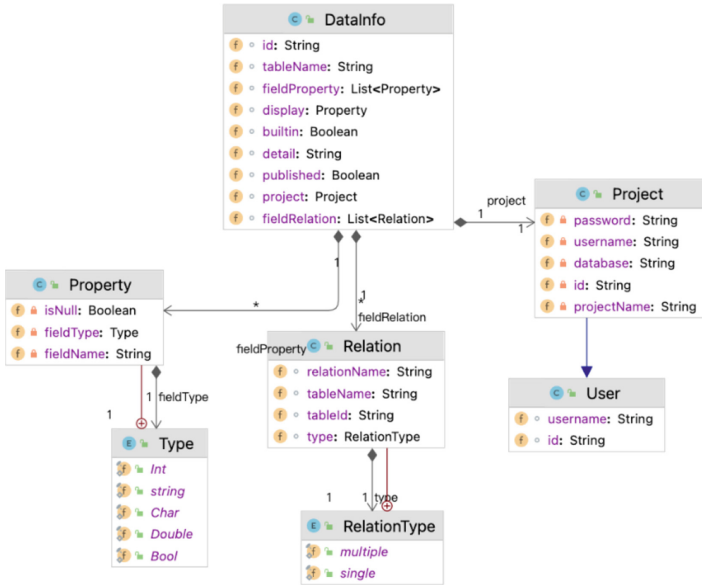 DataInfo
id: String
tableName: String
fieldProperty: List<Property>
display: Property
builtin: Boolean
detail: String
published: Boolean
project: Project
fieldRelation: List<Relation>
project
1
1
Project
password: String
username: String
database: String
id: String
projectName: String
1
*
1
*
fieldRelation
fieldProperty
Property
isNull: Boolean
fieldType: Type
fieldName: String
Relation
relationName: String
tableName: String
tableId: String
type: RelationType
User
username: String
id: String
1
fieldType
1
Type
Int
string
Char
Double
Bool
1
1
type
RelationType
multiple
single